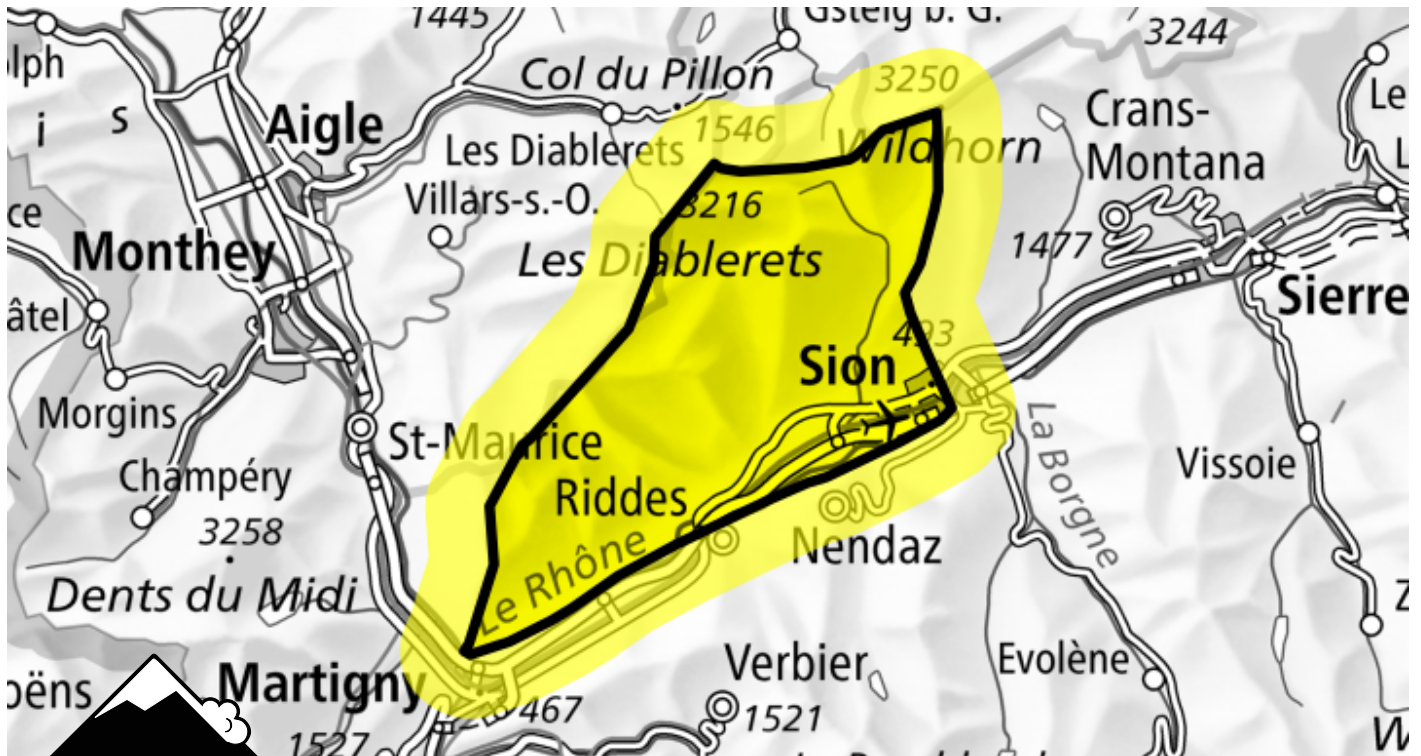 1445
Gsteig b. G.
3244
Col du Pillon
3250
Le
Aigle
i
s
1546
Crans-
Montana
Les Diablerets
Wildhorn
Villars-s.-O.
3216
Monthey
Les Diablerets
1477
Sierre
493
Sion
Morgins
St-Maurice
La Borgne
Vissoie
Champéry
Riddes
3258
Le Rhône
Nendaz
Dents du Midi
Martigny
Verbier
Evolène
467
1521
1527